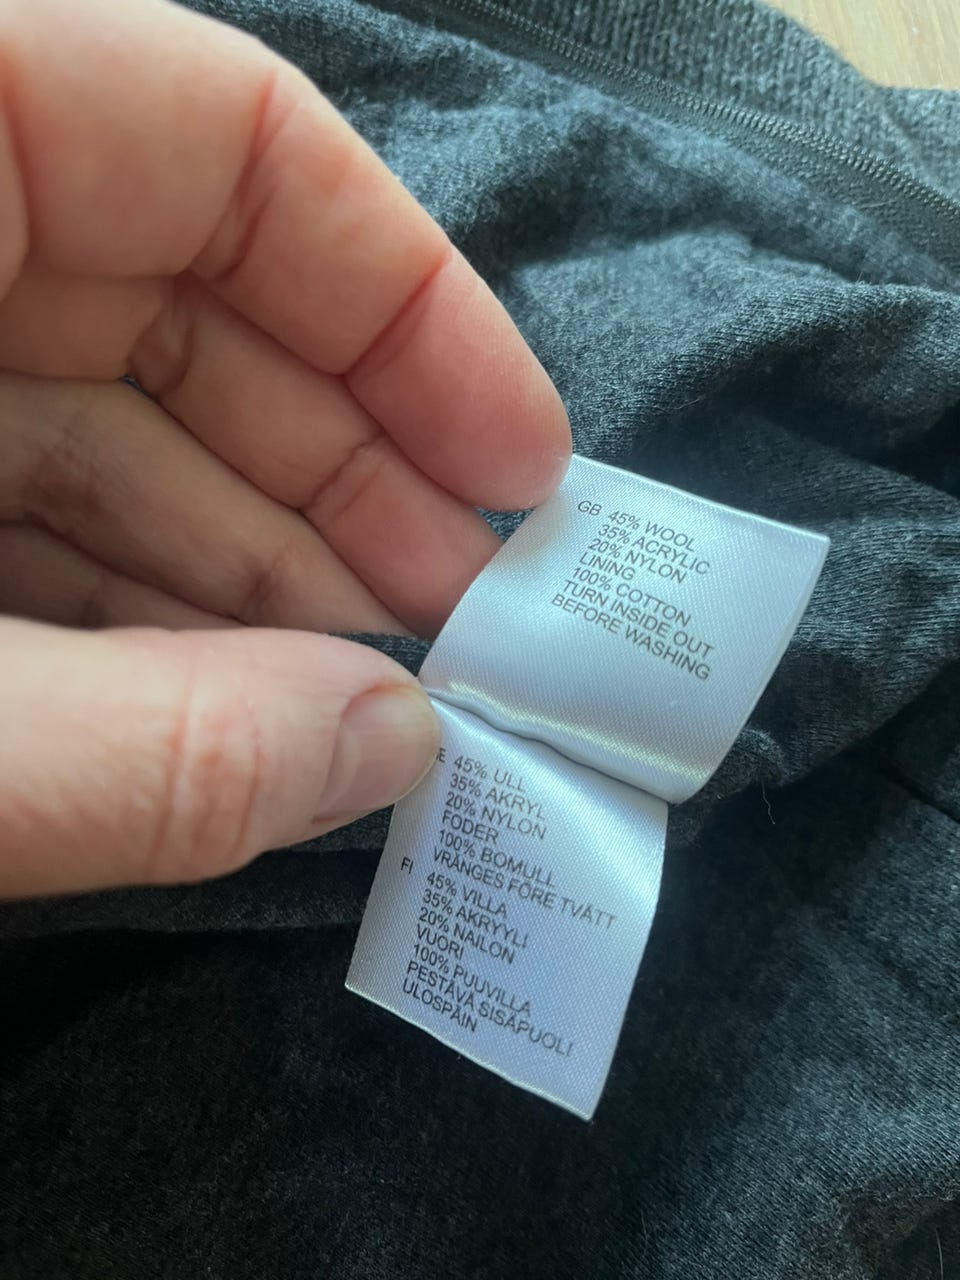 GB 45% WOOL
35% ACRYLIC
20% NYLON
LINING
100% COTTON
TURN INSIDE OUT
BEFORE WASHING
E 45% ULL
35% AKRYL
20% NYLON
FODER
100% BOMULL
VRÄNGES FÖRE TVÄTT
FI 45% VILLA
35% AKRYYLI
20% NAILON
VUORI
100% PUUVILLA
PESTÄVÄ SISÄPUOLI
ULOSPÄIN